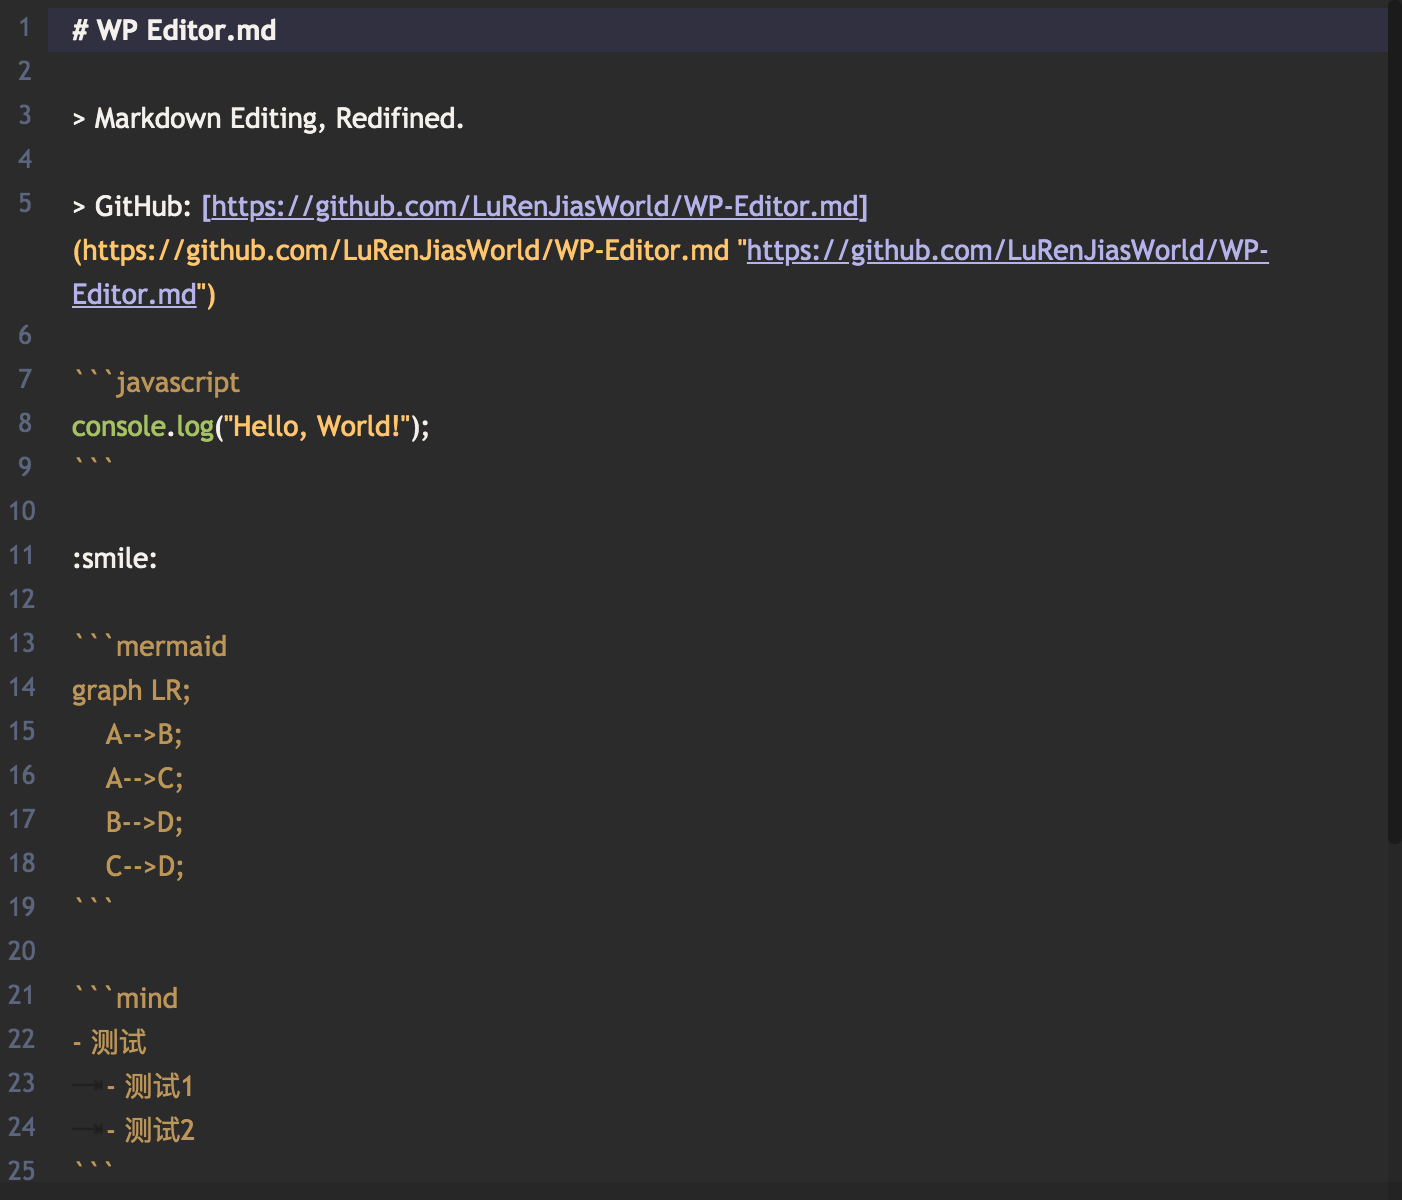 1 # WP Editor.md
2
3 > Markdown Editing, Redifined.
4
5 > GitHub: [https://github.com/LuRenJiasWorld/WP-Editor.md]
(https://github.com/LuRenJiasWorld/WP-Editor.md "https://github.com/LuRenJiasWorld/WP-
Editor.md")
6
7 ```javascript
8 console.log("Hello, World!");
9 ```
10
11 :smile:
12
13 ```mermaid
14 graph LR;
15     A-->B;
16     A-->C;
17     B-->D;
18     C-->D;
19 ```
20
21 ```mind
22 - 测试
23     - 测试1
24     - 测试2
25 ```